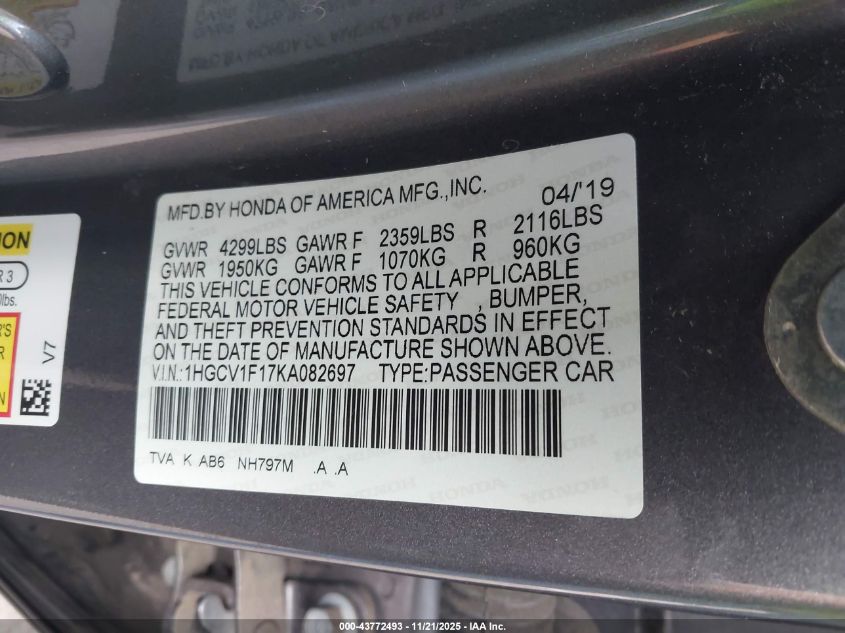 MFD.BY HONDA OF AMERICA MFG.,INC. 04/'19
GVWR 4299LBS GAWR F 2359LBS R 2116LBS
GVWR 1950KG GAWR F 1070KG R 960KG
THIS VEHICLE CONFORMS TO ALL APPLICABLE
FEDERAL MOTOR VEHICLE SAFETY , BUMPER,
AND THEFT PREVENTION STANDARDS IN EFFECT
ON THE DATE OF MANUFACTURE SHOWN ABOVE.
V.I.N.:1HGCV1F17KA082697 TYPE:PASSENGER CAR
TVA K AB6 NH797M .A .A
ION
R 3
lbs.
R'S
R
N
V7
000-43772493 - 11/21/2025 - IAA Inc.